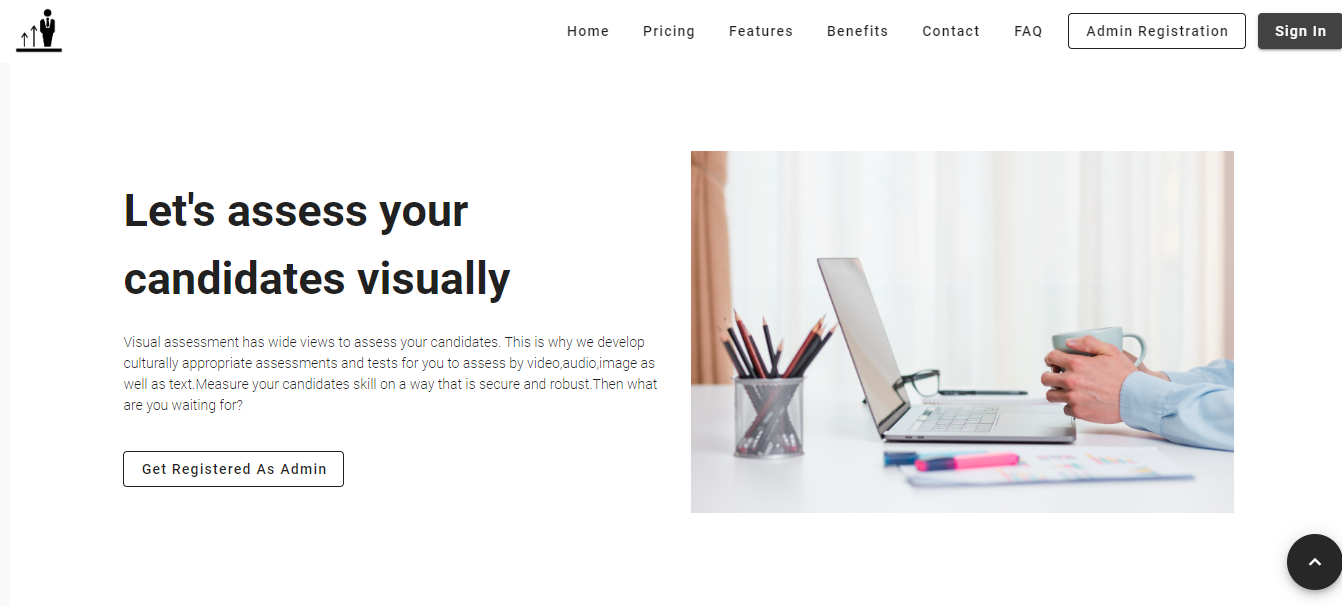 Home Pricing Features Benefits Contact FAQ Admin Registration Sign In
Let's assess your
candidates visually
Visual assessment has wide views to assess your candidates. This is why we develop
culturally appropriate assessments and tests for you to assess by video,audio,image as
well as text.Measure your candidates skill on a way that is secure and robust.Then what
are you waiting for?
Get Registered As Admin